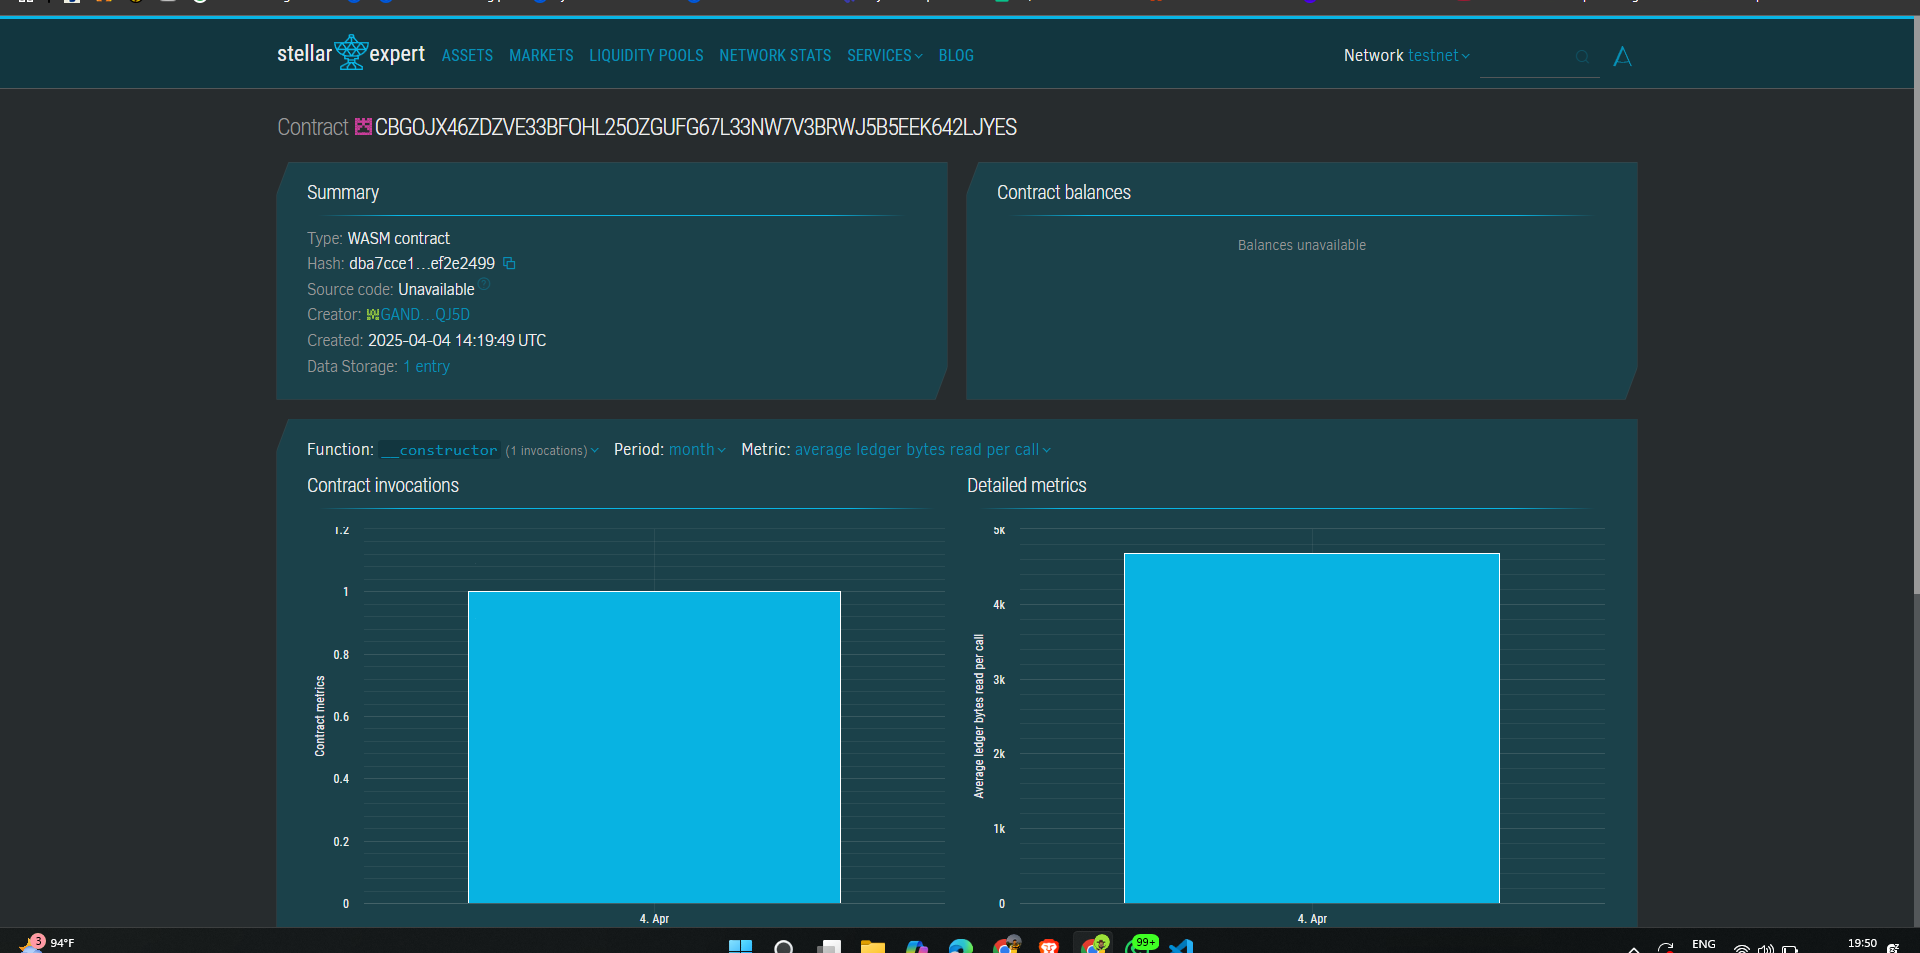 stellar expert ASSETS MARKETS LIQUIDITY POOLS NETWORK STATS SERVICES BLOG Network testnet
Contract CBGOJX46ZDZVE33BFOHL25OZGUFG67L33NW7V3BRWJ5B5EEK642LJYES
Summary
Type: WASM contract
Hash: dba7cce1...ef2e2499
Source code: Unavailable
Creator: GAND...QJ5D
Created: 2025-04-04 14:19:49 UTC
Data Storage: 1 entry
Contract balances
Balances unavailable
Function: __constructor (1 invocations) Period: month Metric: average ledger bytes read per call
Contract invocations
Contract metrics
1.2
1
0.8
0.6
0.4
0.2
0
4. Apr
Detailed metrics
Average ledger bytes read per call
5k
4k
3k
2k
1k
0
4. Apr
3
94°F
99+
ENG
19:50